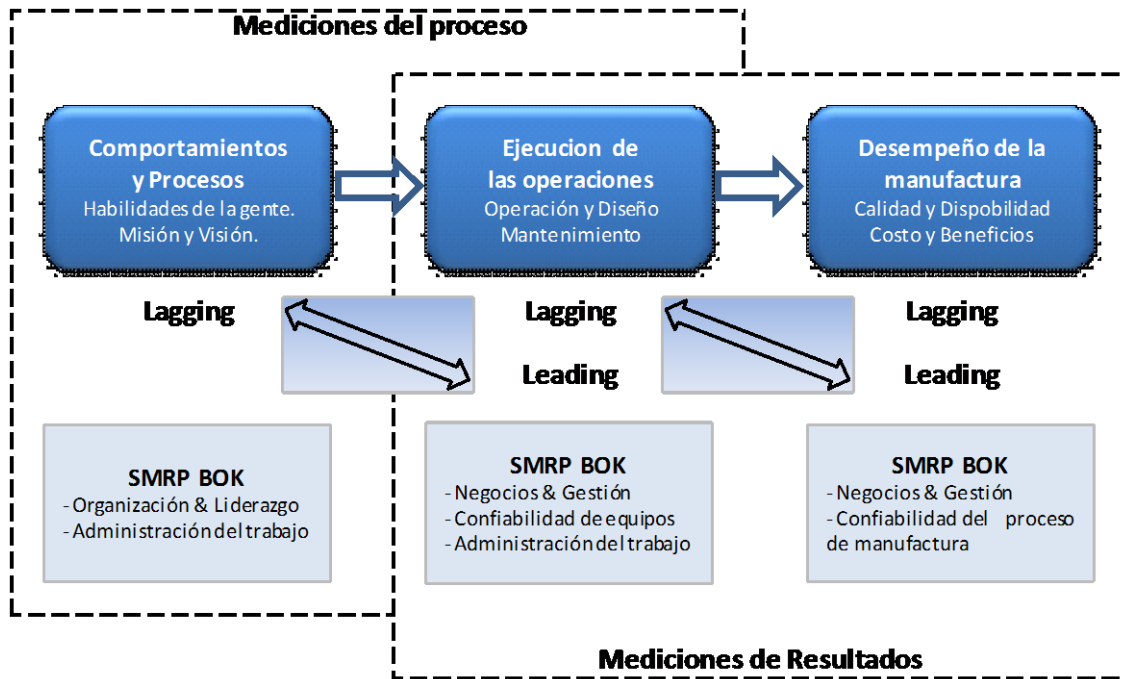 Mediciones del proceso
Comportamientos
y Procesos
Habilidades de la gente.
Misión y Visión.
Ejecucion de
las operaciones
Operación y Diseño
Mantenimiento
Desempeño de la
manufactura
Calidad y Dispobilidad
Costo y Beneficios
Lagging
Lagging
Lagging
Leading
Leading
SMRP BOK
- Organización & Liderazgo
- Administración del trabajo
SMRP BOK
- Negocios & Gestión
- Confiabilidad de equipos
- Administración del trabajo
SMRP BOK
- Negocios & Gestión
- Confiabilidad del proceso
de manufactura
Mediciones de Resultados